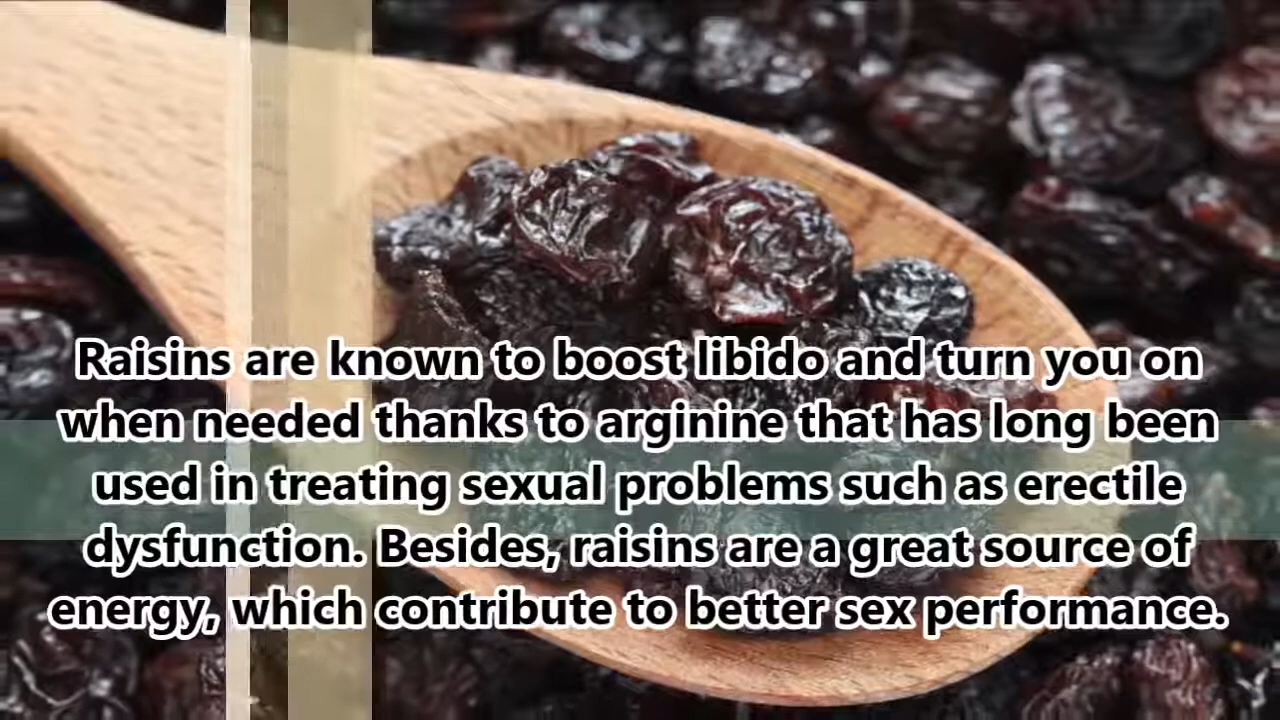 Raisins are known to boost libido and turn you on
when needed thanks to arginine that has long been
used in treating sexual problems such as erectile
dysfunction. Besides, raisins are a great source of
energy, which contribute to better sex performance.